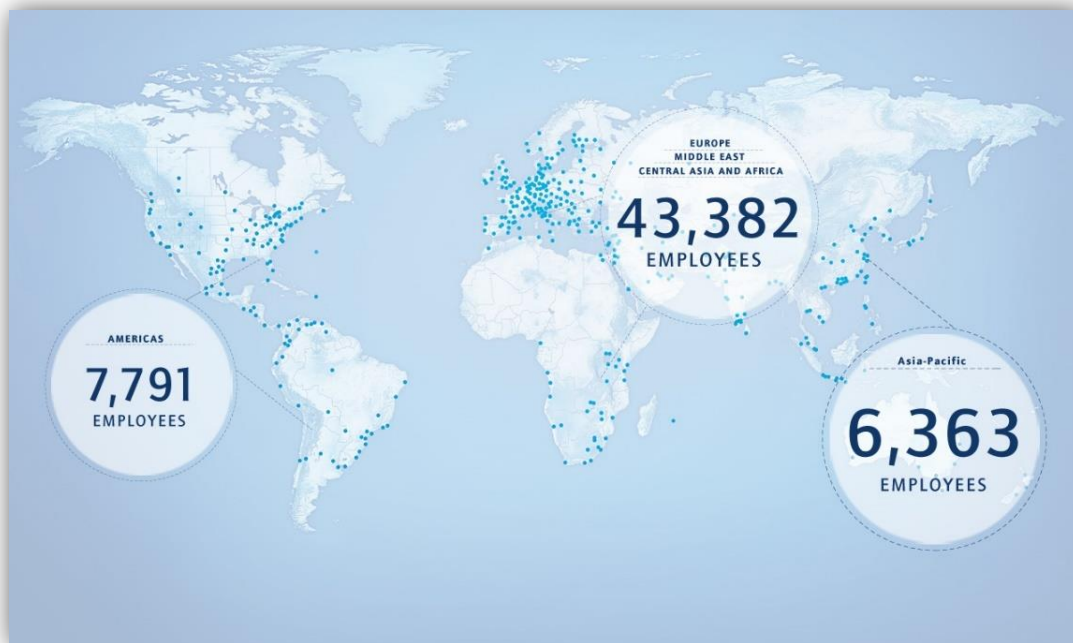 EUROPE
MIDDLE EAST
CENTRAL ASIA AND AFRICA
43,382
EMPLOYEES
AMERICAS
7,791
EMPLOYEES
Asia-Pacific
6,363
EMPLOYEES